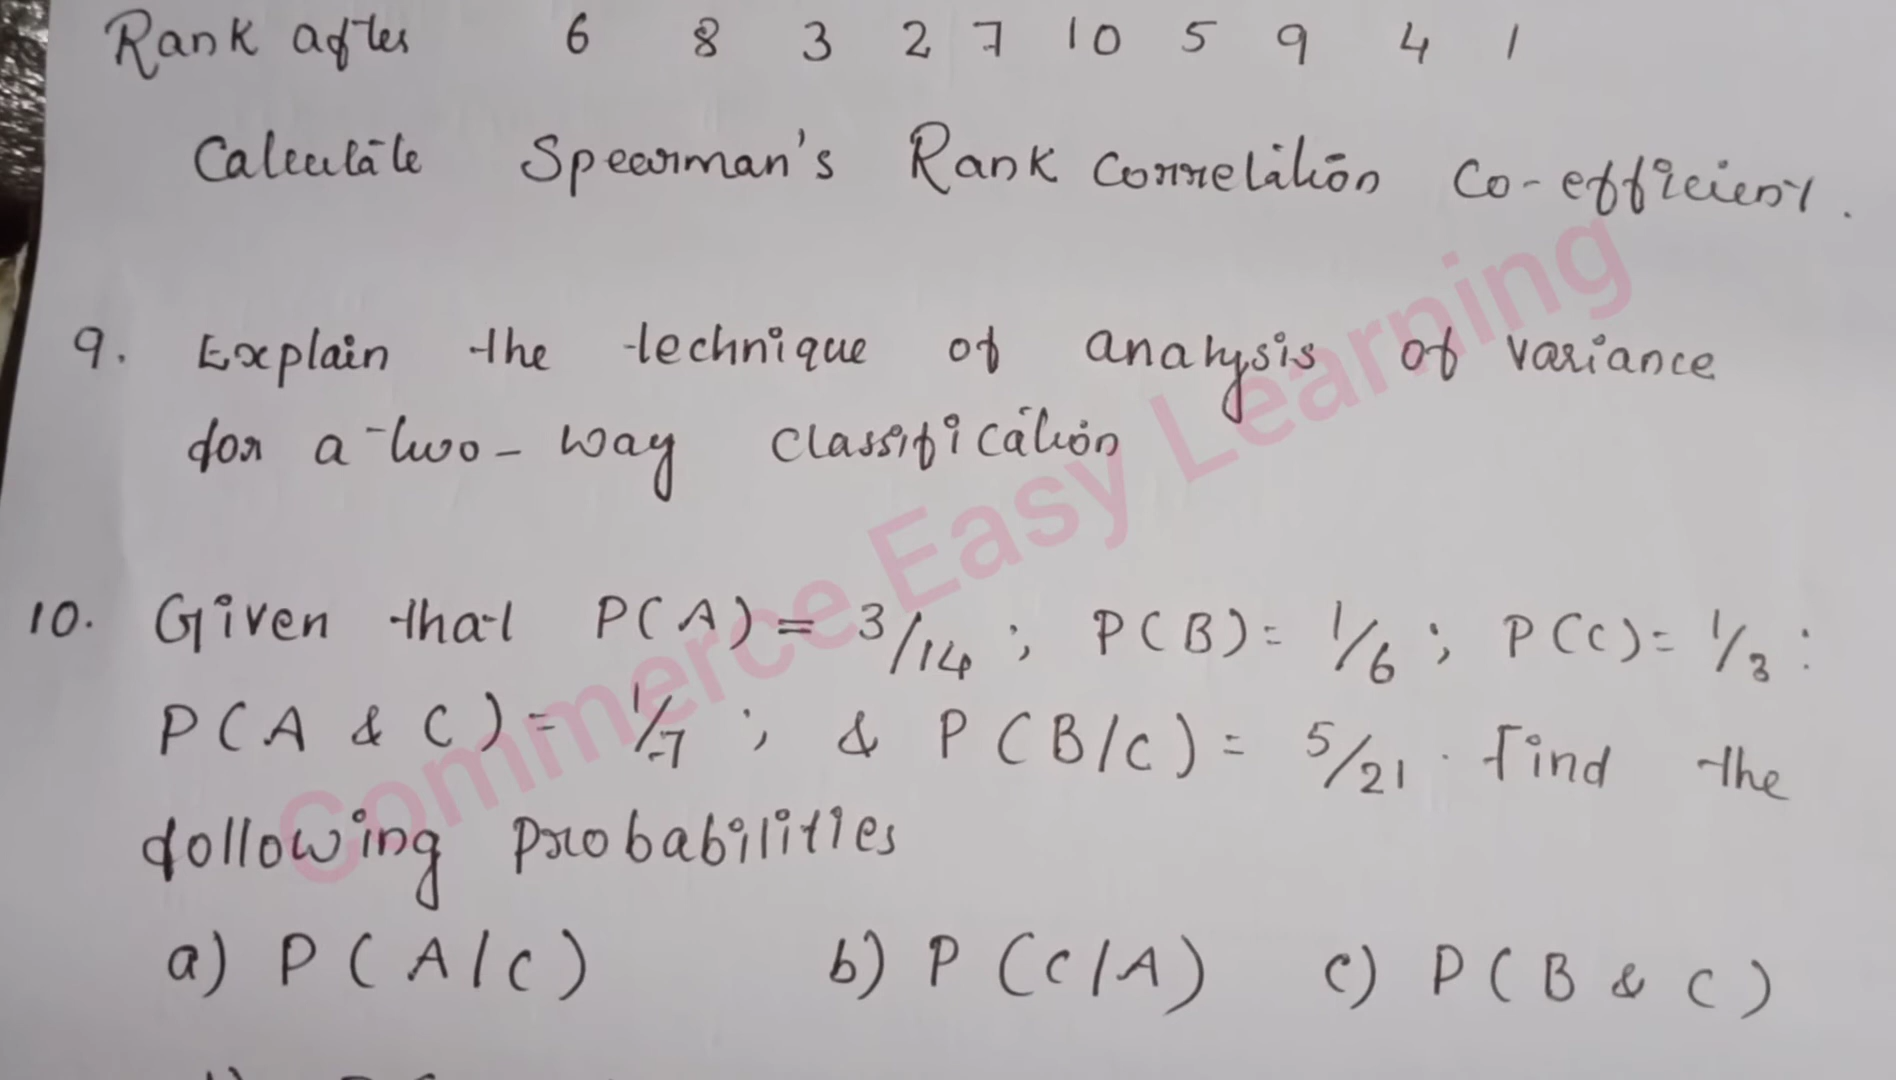 Rank after 6 8 3 2 7 10 5 9 4 1
Calculate Spearman's Rank Correlation Co-efficient.
9. Explain the technique of analysis of variance
for a two-way classification
10. Given that P(A) = 3/14 ; P(B) = 1/6 ; P(C) = 1/3 :
P(A & C) = 1/7 ; & P(B/C) = 5/21 . Find the
following probabilities
a) P(A/C) b) P(C/A) c) P(B & C)
Commerce Easy Learning